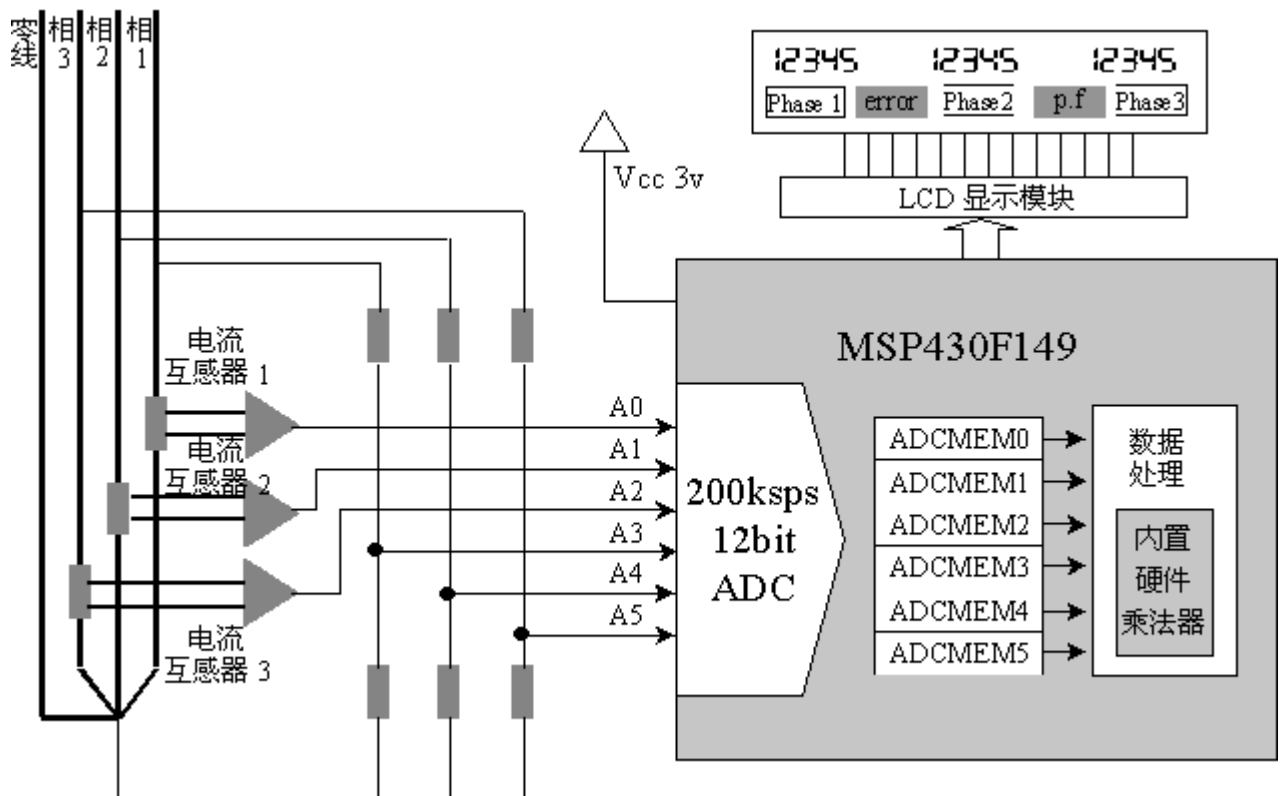 零线
相3
相2
相1
12345 12345 12345
Phase 1 error Phase2 p.f Phase3
LCD 显示模块
Vcc 3v
MSP430F149
电流
互感器 1
电流
互感器 2
电流
互感器 3
A0
A1
A2
A3
A4
A5
200ksps
12bit
ADC
ADCMEM0
ADCMEM1
ADCMEM2
ADCMEM3
ADCMEM4
ADCMEM5
数据
处理
内置
硬件
乘法器